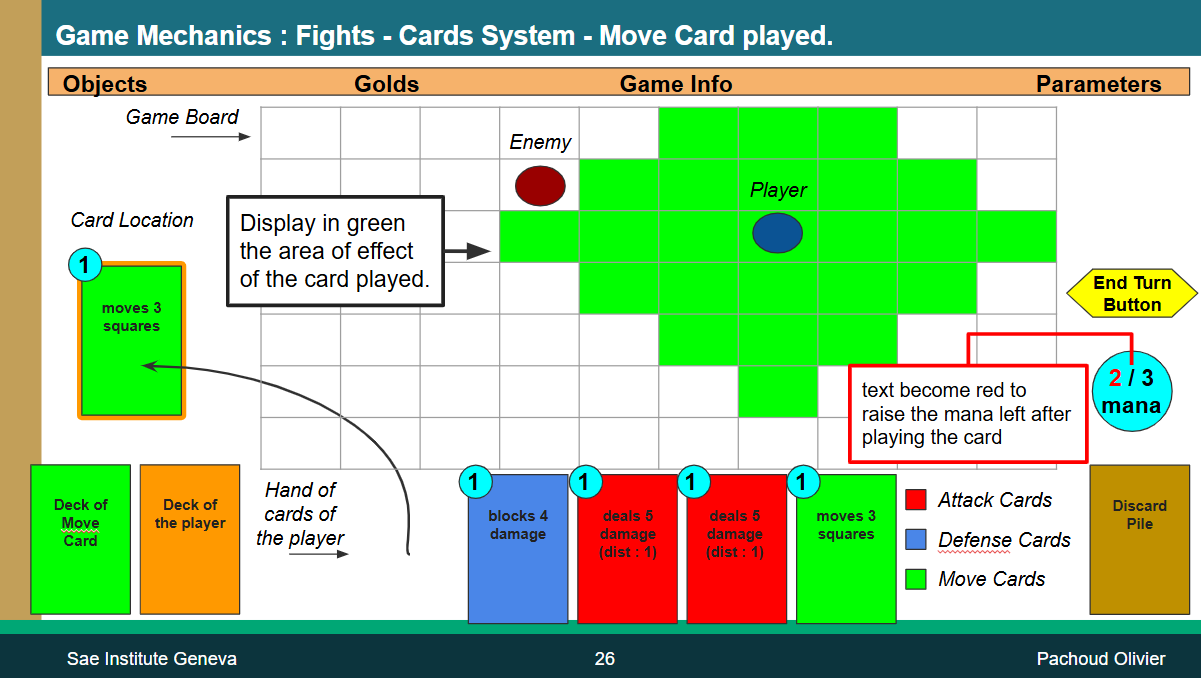 Game Mechanics : Fights - Cards System - Move Card played.
Objects
Golds
Game Info
Parameters
Game Board
Enemy
Player
Card Location
Display in green
the area of effect
of the card played.
1
moves 3
squares
End Turn
Button
2 / 3
mana
text become red to
raise the mana left after
playing the card
Deck of
Move
Card
Deck of
the player
Hand of
cards of
the player
1
blocks 4
damage
1
deals 5
damage
(dist : 1)
1
deals 5
damage
(dist : 1)
1
moves 3
squares
Attack Cards
Defense Cards
Move Cards
Discard
Pile
Sae Institute Geneva
26
Pachoud Olivier